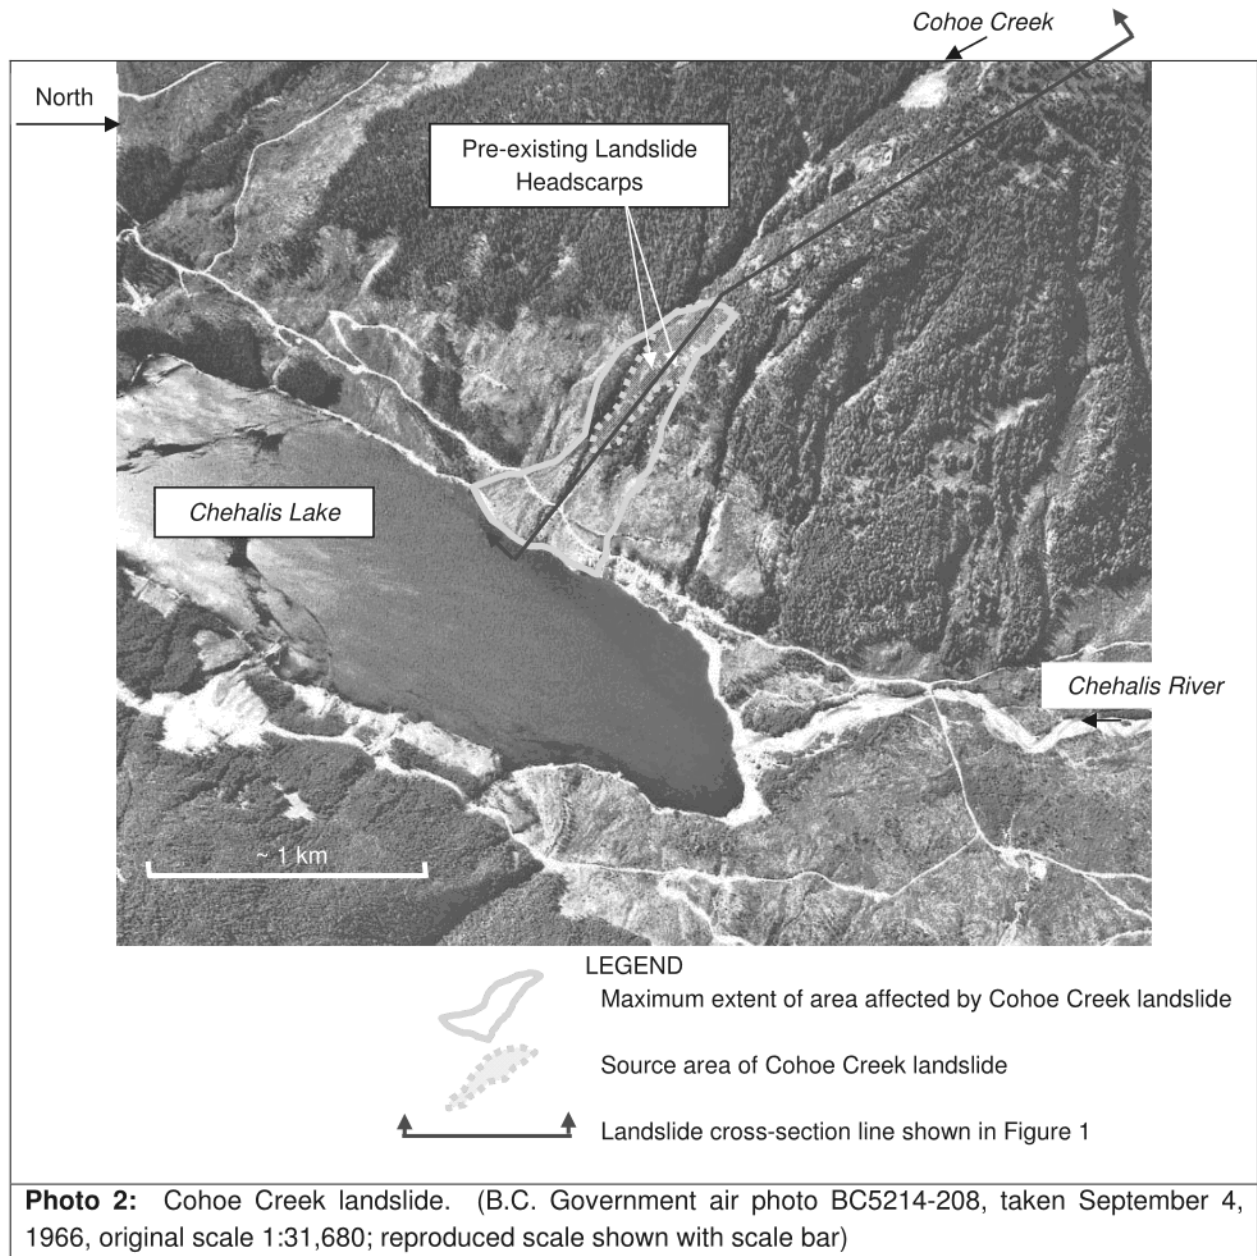 Cohoe Creek
North
Pre-existing Landslide
Headscarps
Chehalis Lake
Chehalis River
~ 1 km
LEGEND
Maximum extent of area affected by Cohoe Creek landslide
Source area of Cohoe Creek landslide
Landslide cross-section line shown in Figure 1
Photo 2: Cohoe Creek landslide. (B.C. Government air photo BC5214-208, taken September 4,
1966, original scale 1:31,680; reproduced scale shown with scale bar)